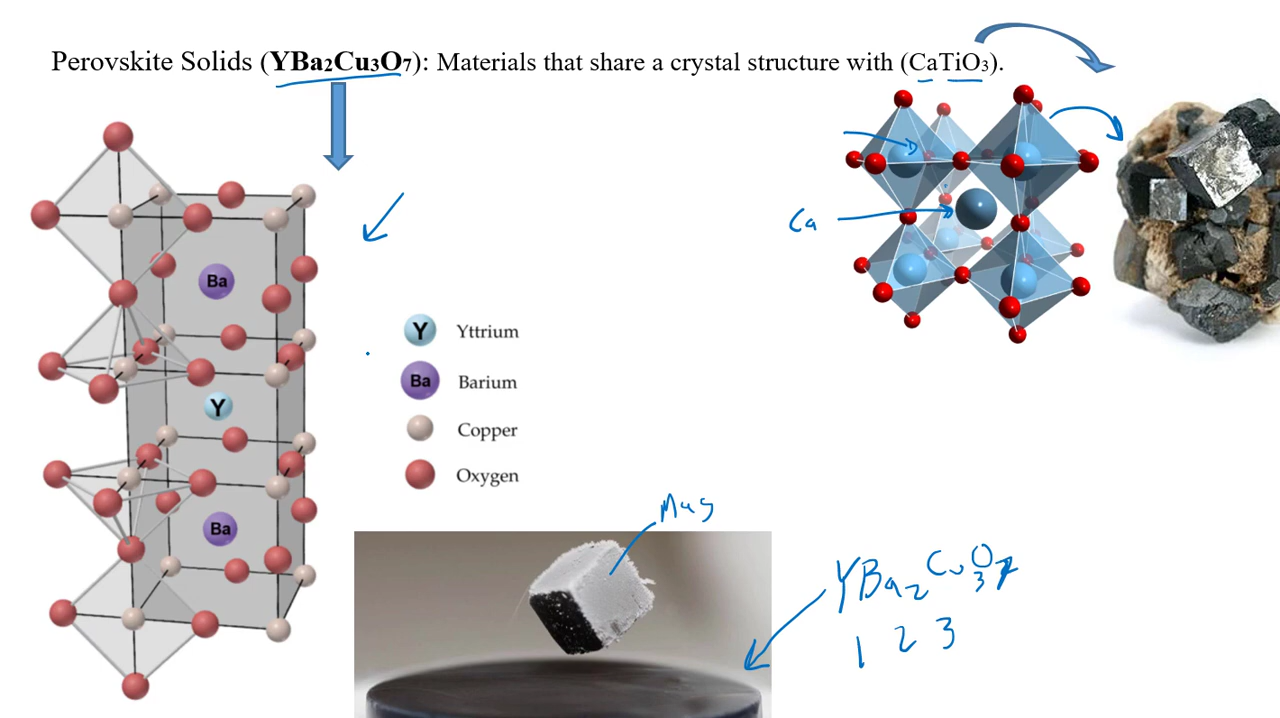 Perovskite Solids (YBa2Cu3O7): Materials that share a crystal structure with (CaTiO3).
Ca
Ba
Y Yttrium
Ba Barium
Y
Copper
Oxygen
Ba
Mag
YBa2Cu3O7
1 2 3